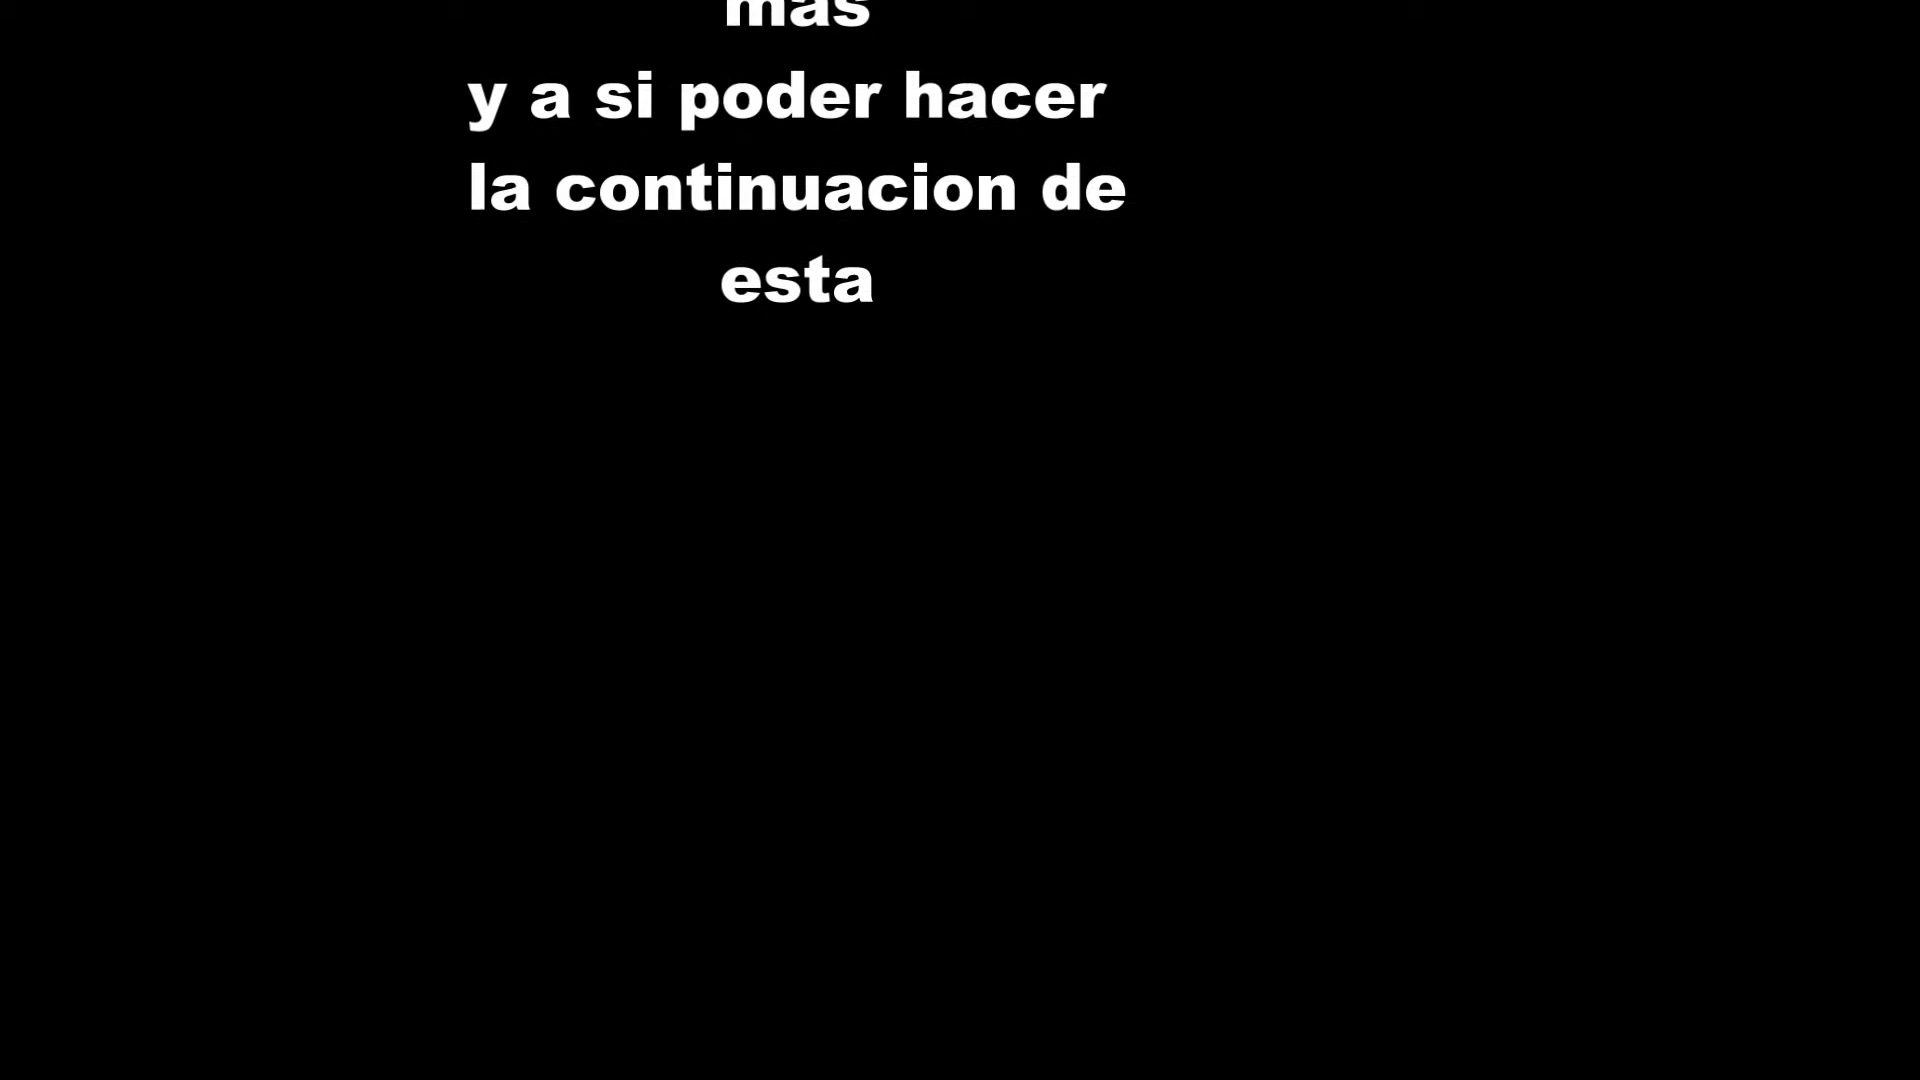 mas
y a si poder hacer
la continuacion de
esta